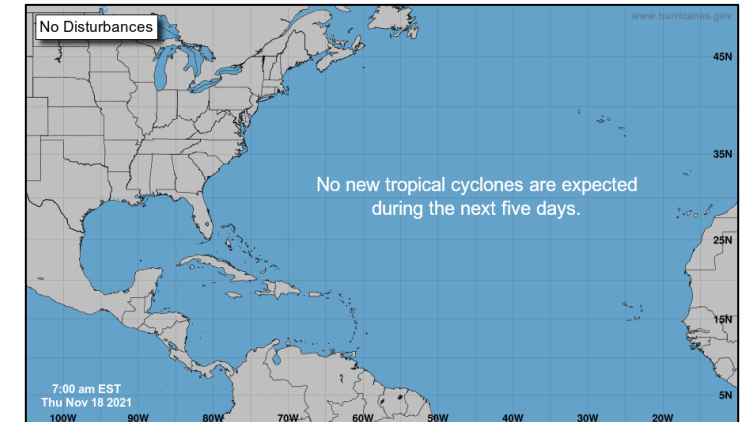 No Disturbances
www.hurricanes.gov
45N
35N
No new tropical cyclones are expected
during the next five days.
25N
15N
7:00 am EST
Thu Nov 18 2021
5N
100W 90W 80W 70W 60W 50W 40W 30W 20W